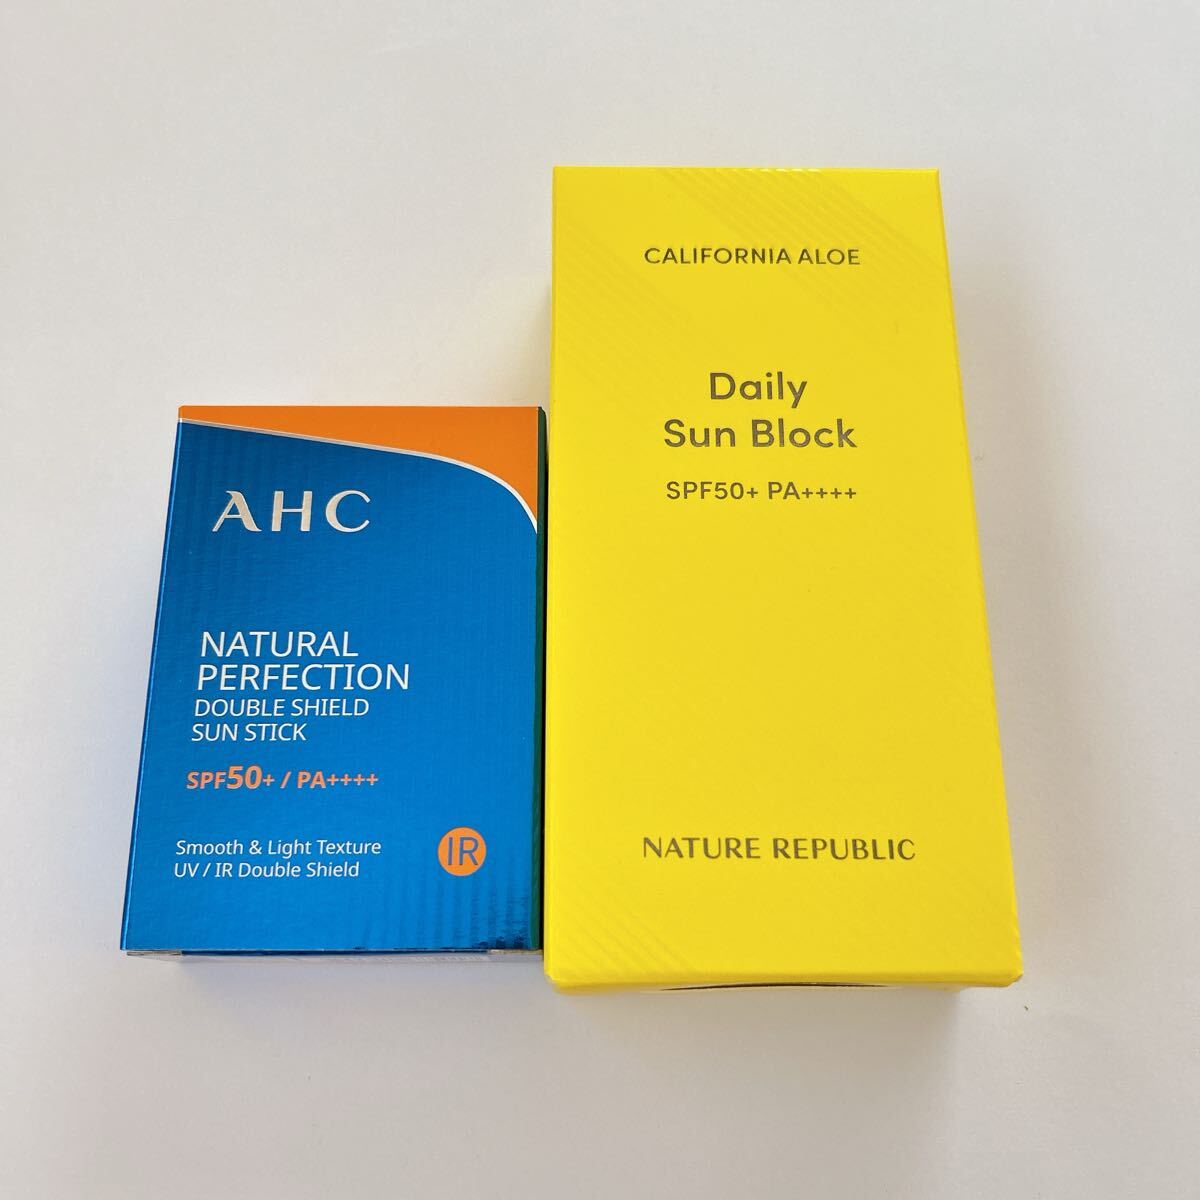 AHC
NATURAL
PERFECTION
DOUBLE SHIELD
SUN STICK
SPF50+ / PA++++
Smooth & Light Texture
UV / IR Double Shield
IR
CALIFORNIA ALOE
Daily
Sun Block
SPF50+ PA++++
NATURE REPUBLIC